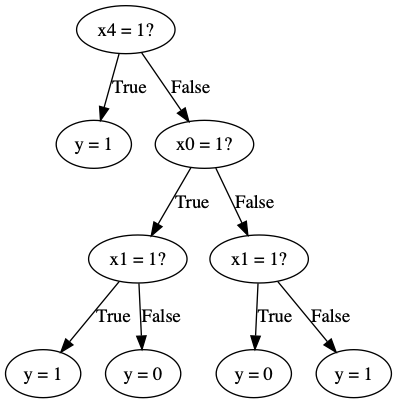 x4 = 1?
True
False
y = 1
x0 = 1?
True
False
x1 = 1?
x1 = 1?
True
False
True
False
y = 1
y = 0
y = 0
y = 1